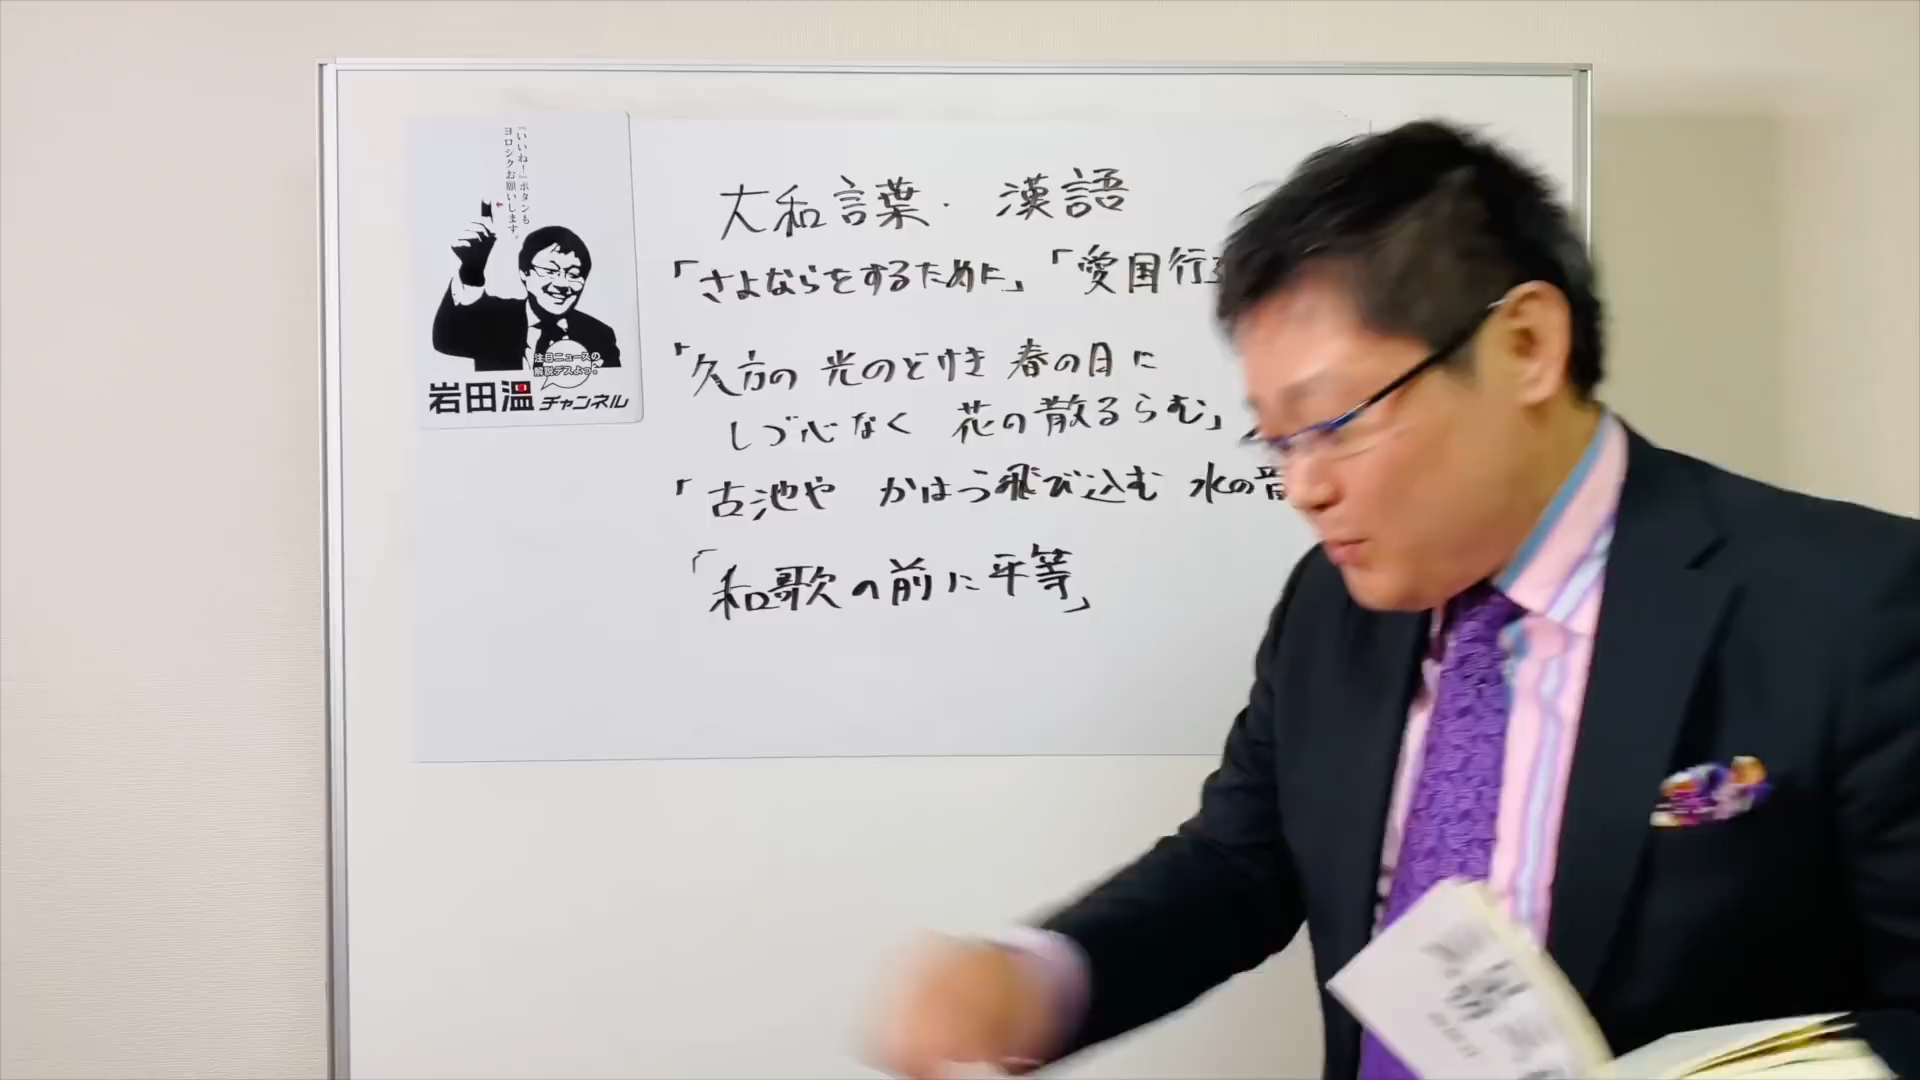 「いいね！」ボタンも
ヨロシクお願いします。
注目ニュースの
解説デスよっ！
岩田温チャンネル
大和言葉・漢語
「さよならをするために」「愛国行
「久方の 光のどけき 春の日に
しづ心なく 花の散るらむ」
「古池や かはづ飛び込む 水の音
「和歌の前に平等」